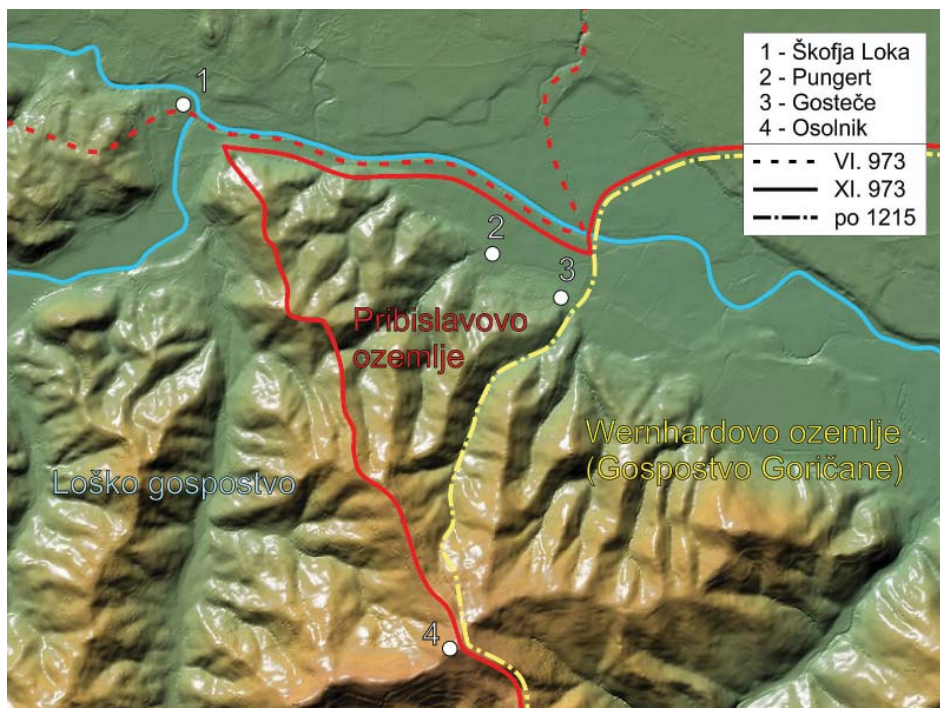 1
1 - Škofja Loka
2 - Pungert
3 - Gosteče
4 - Osolnik
VI. 973
XI. 973
po 1215
2
3
Pribislavovo
ozemlje
Wernhardovo ozemlje
(Gospostvo Goričane)
Loško gospostvo
4